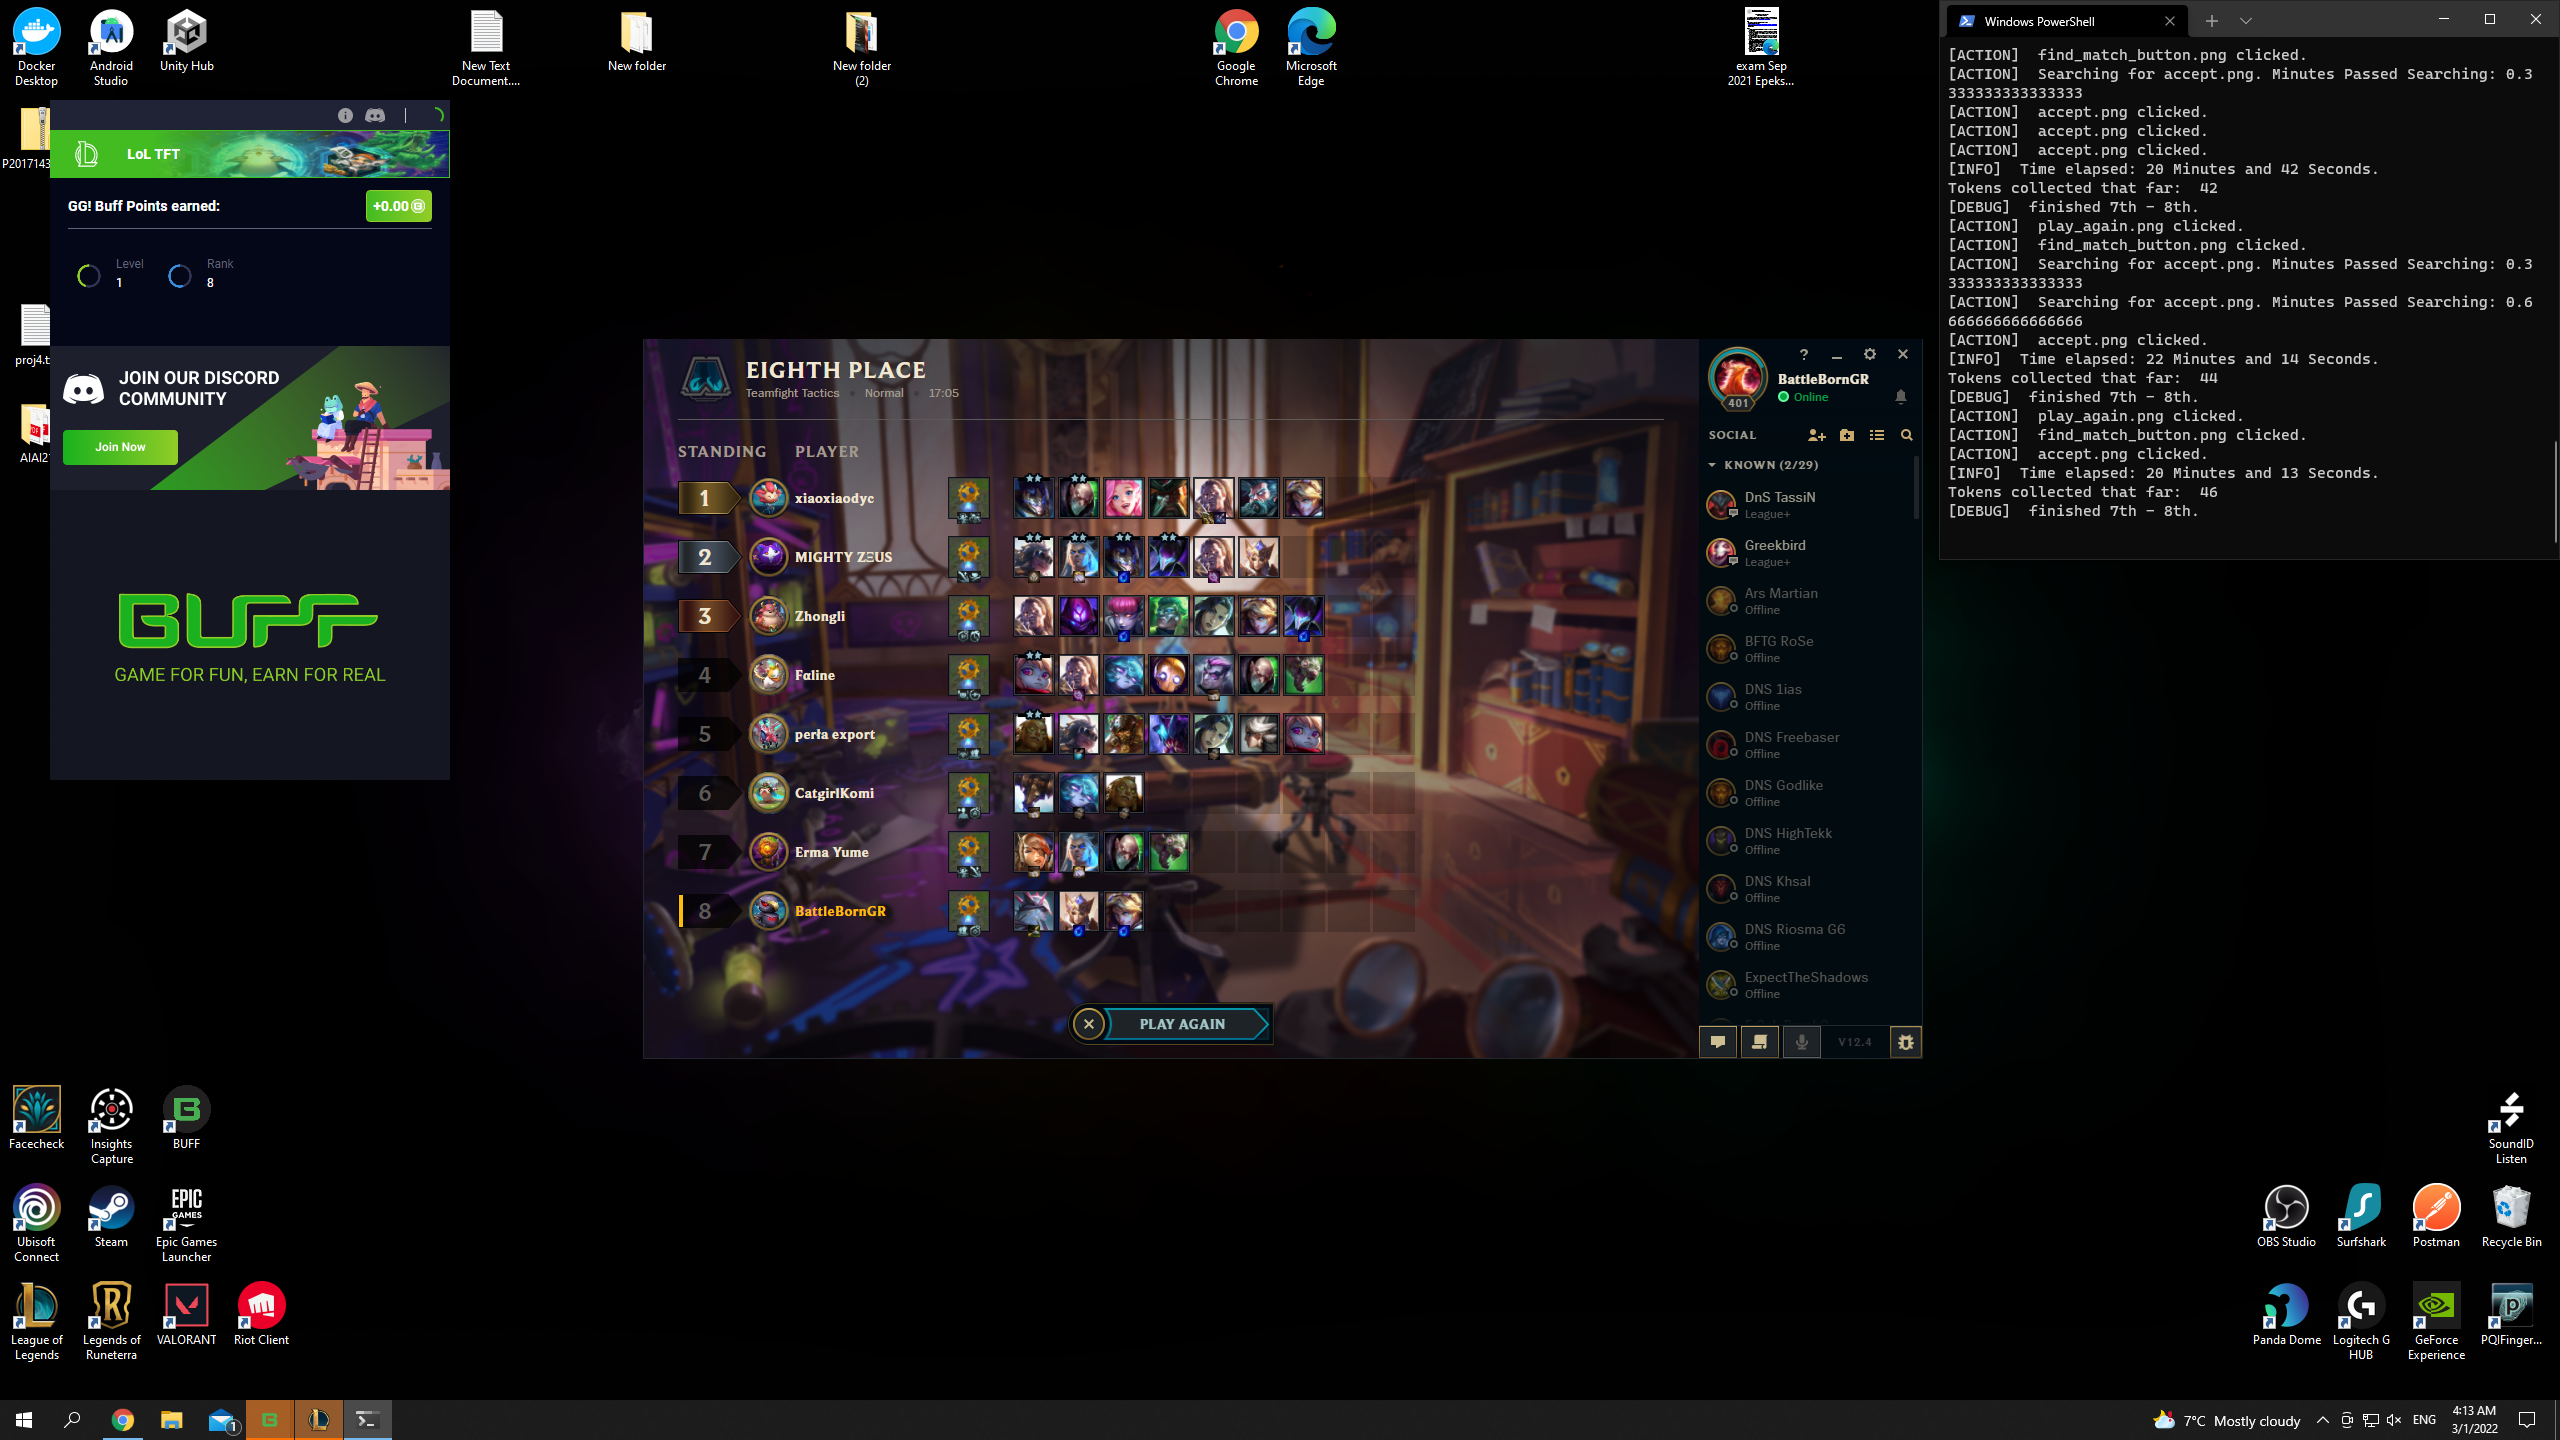 Docker
Desktop
Android
Studio
Unity Hub
New Text
Document....
New folder
New folder
(2)
Google
Chrome
Microsoft
Edge
exam Sep
2021 Epeks...
P2017143
proj4.t
AIAI2
LoL TFT
GG! Buff Points earned:
+0.00
Level
1
Rank
8
JOIN OUR DISCORD
COMMUNITY
Join Now
BUFF
GAME FOR FUN, EARN FOR REAL
EIGHTH PLACE
Teamfight Tactics • Normal • 17:05
STANDING PLAYER
1 xiaoxiaodyc
2 MIGHTY ZΞUS
3 Zhongli
4 Fαline
5 perła export
6 CatgirlKomi
7 Erma Yume
8 BattleBornGR
PLAY AGAIN
BattleBornGR
Online
401
SOCIAL
KNOWN (2/29)
DnS TassiN
League+
Greekbird
League+
Ars Martian
Offline
BFTG RoSe
Offline
DNS 1ias
Offline
DNS Freebaser
Offline
DNS Godlike
Offline
DNS HighTekk
Offline
DNS Khsal
Offline
DNS Riosma G6
Offline
ExpectTheShadows
Offline
V12.4
Windows PowerShell
[ACTION]  find_match_button.png clicked.
[ACTION]  Searching for accept.png. Minutes Passed Searching: 0.3
333333333333333
[ACTION]  accept.png clicked.
[ACTION]  accept.png clicked.
[ACTION]  accept.png clicked.
[INFO]  Time elapsed: 20 Minutes and 42 Seconds.
Tokens collected that far:  42
[DEBUG]  finished 7th - 8th.
[ACTION]  play_again.png clicked.
[ACTION]  find_match_button.png clicked.
[ACTION]  Searching for accept.png. Minutes Passed Searching: 0.3
333333333333333
[ACTION]  Searching for accept.png. Minutes Passed Searching: 0.6
666666666666666
[ACTION]  accept.png clicked.
[INFO]  Time elapsed: 22 Minutes and 14 Seconds.
Tokens collected that far:  44
[DEBUG]  finished 7th - 8th.
[ACTION]  play_again.png clicked.
[ACTION]  find_match_button.png clicked.
[ACTION]  accept.png clicked.
[INFO]  Time elapsed: 20 Minutes and 13 Seconds.
Tokens collected that far:  46
[DEBUG]  finished 7th - 8th.
Facecheck
Insights
Capture
BUFF
Ubisoft
Connect
Steam
EPIC
GAMES
Epic Games
Launcher
League of
Legends
Legends of
Runeterra
VALORANT
Riot Client
SoundID
Listen
OBS Studio
Surfshark
Postman
Recycle Bin
Panda Dome
Logitech G
HUB
GeForce
Experience
PQIFinger...
1
7°C Mostly cloudy
ENG
4:13 AM
3/1/2022